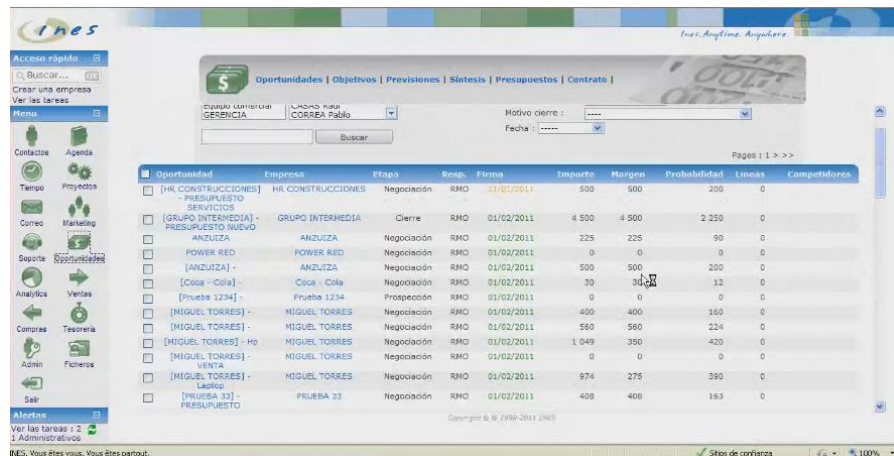 ines
Ines. Anytime. Anywhere.
Acceso rápido
Buscar...
Crear una empresa
Ver las tareas
Menu
Contactos Agenda
Tiempo Proyectos
Correo Marketing
Soporte Oportunidades
Analytics Ventas
Compras Tesorería
Admin Ficheros
Salir
Alertas
Ver las tareas : 2
1 Administrativos
Oportunidades | Objetivos | Previsiones | Síntesis | Presupuestos | Contrato |
Equipo comercial CASAS Raul
GERENCIA CORREA Pablo
Motivo cierre : ----
Fecha : -----
Buscar
Pages : 1 > >>
Oportunidad Empresa Etapa Resp. Firma Importe Margen Probabilidad Líneas Competidores
[HR CONSTRUCCIONES] HR CONSTRUCCIONES Negociación RMO 31/01/2011 500 500 200 0
- PRESUPUESTO
SERVICIOS
[GRUPO INTERMEDIA] - GRUPO INTERMEDIA Cierre RMO 01/02/2011 4 500 4 500 2 250 0
PRESUPUESTO NUEVO
ANZUIZA ANZUIZA Negociación RMO 01/02/2011 225 225 90 0
POWER RED POWER RED Negociación RMO 01/02/2011 0 0 0 0
[ANZUIZA] - ANZUIZA Negociación RMO 01/02/2011 500 500 200 0
[Coca - Cola] - Coca - Cola Negociación RMO 01/02/2011 30 30 12 0
[Prueba 1234] - Prueba 1234 Prospección RMO 01/02/2011 0 0 0 0
[MIGUEL TORRES] - MIGUEL TORRES Negociación RMO 01/02/2011 400 400 160 0
[MIGUEL TORRES] - MIGUEL TORRES Negociación RMO 01/02/2011 560 560 224 0
[MIGUEL TORRES] - Hp MIGUEL TORRES Negociación RMO 01/02/2011 1 049 350 420 0
[MIGUEL TORRES] - MIGUEL TORRES Negociación RMO 01/02/2011 0 0 0 0
VENTA
[MIGUEL TORRES] - MIGUEL TORRES Negociación RMO 01/02/2011 974 275 390 0
Laptop
[PRUEBA 33] - PRUEBA 33 Negociación RMO 01/02/2011 408 408 163 0
PRESUPUESTO
Copyright © 1998-2011 INES
INES. Vous êtes vous. Vous êtes partout.
Sitios de confianza
100%